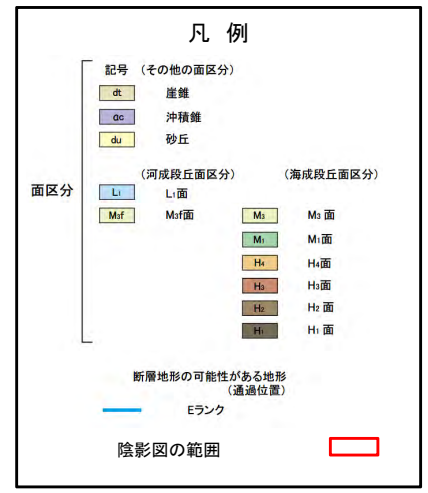 凡 例
記号 (その他の面区分)
dt 崖錐
ac 沖積錐
du 砂丘
(河成段丘面区分) (海成段丘面区分)
面区分
L₁ L₁面
M₃f M₃f面 M₃ M₃ 面
M₁ M₁面
H₄ H₄面
H₃ H₃面
H₂ H₂ 面
H₁ H₁ 面
断層地形の可能性がある地形
(通過位置)
Eランク
陰影図の範囲